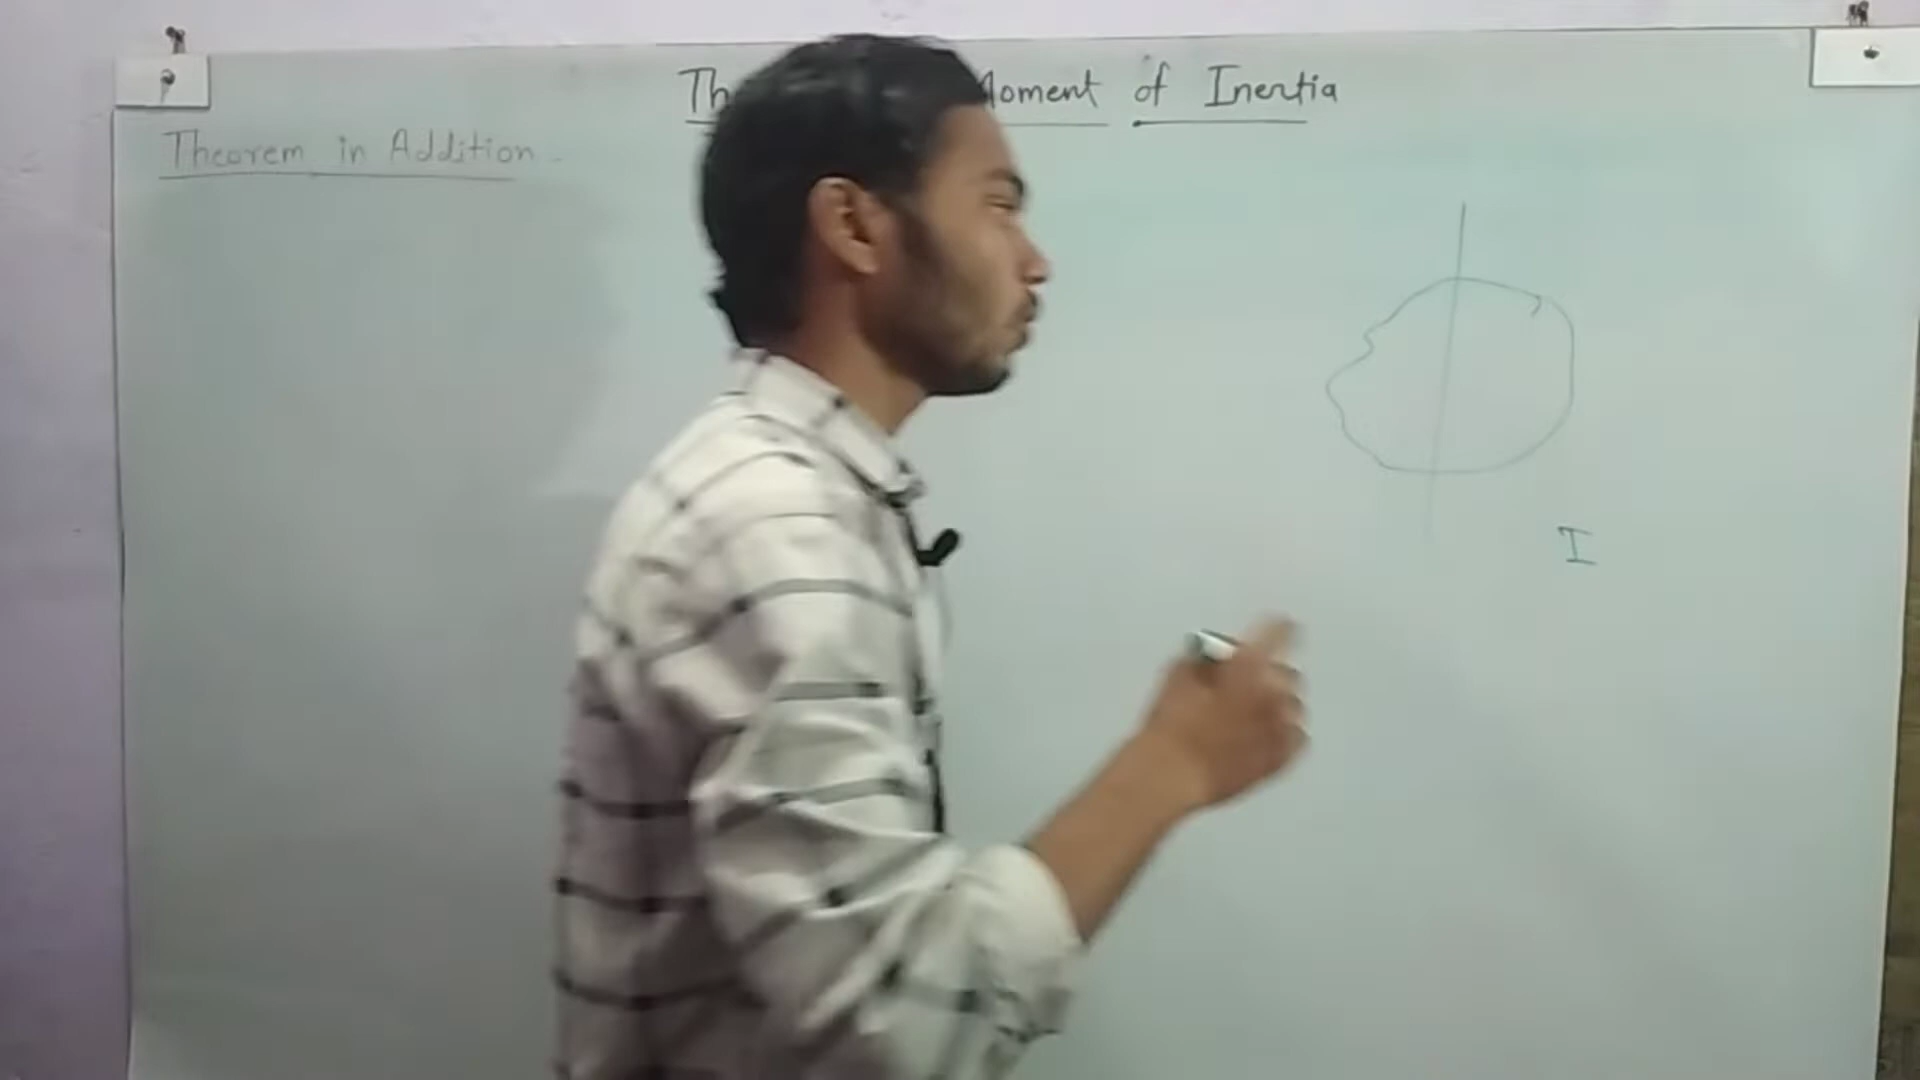 Th Moment of Inertia
Theorem in Addition -
I